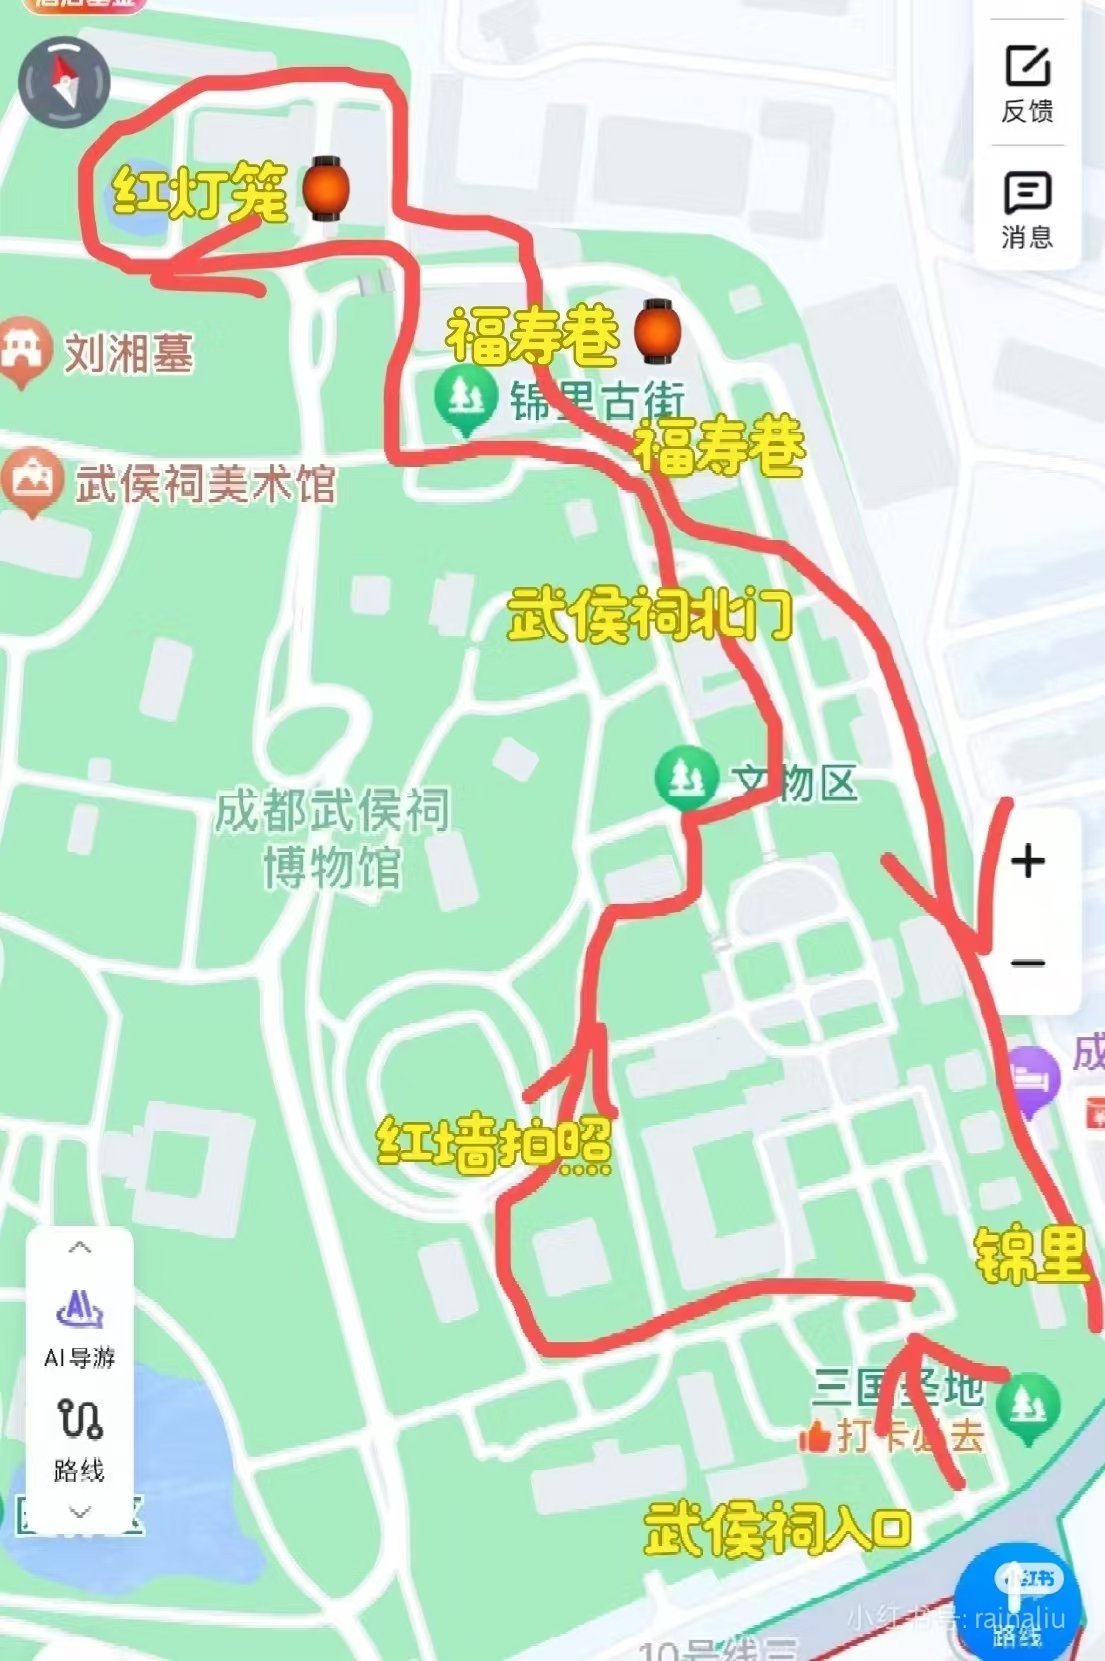 反馈
消息
红灯笼
刘湘墓
福寿巷
锦里古街
福寿巷
武侯祠美术馆
武侯祠北门
文物区
成都武侯祠
博物馆
成
红墙拍照
锦里
AI导游
路线
三国圣地
打卡必去
武侯祠入口
小红书
小红书号: rainaliu
路线
10号线三